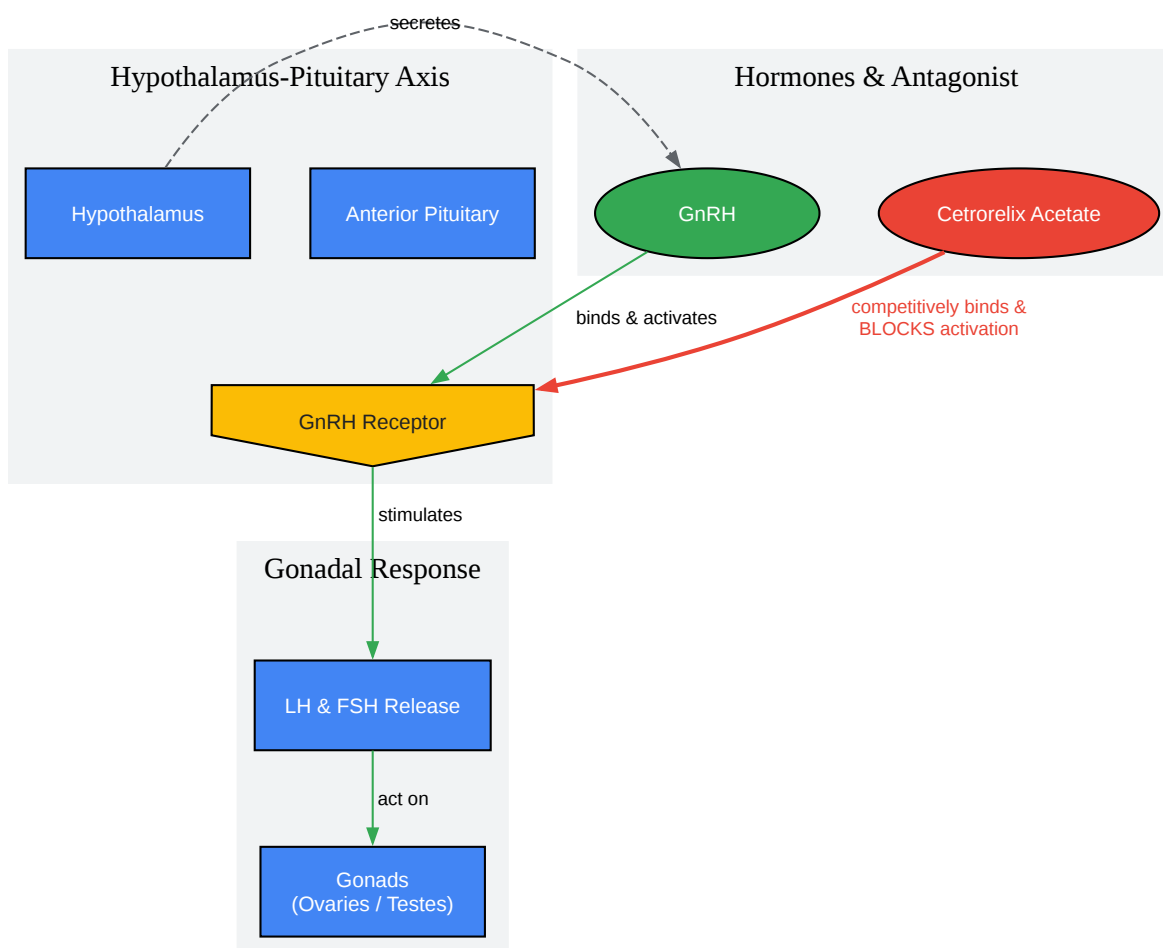 secretes
Hypothalamus-Pituitary Axis
Hormones & Antagonist
Hypothalamus
Anterior Pituitary
GnRH
Cetrorelix Acetate
binds & activates
competitively binds &
BLOCKS activation
GnRH Receptor
stimulates
Gonadal Response
LH & FSH Release
act on
Gonads
(Ovaries / Testes)